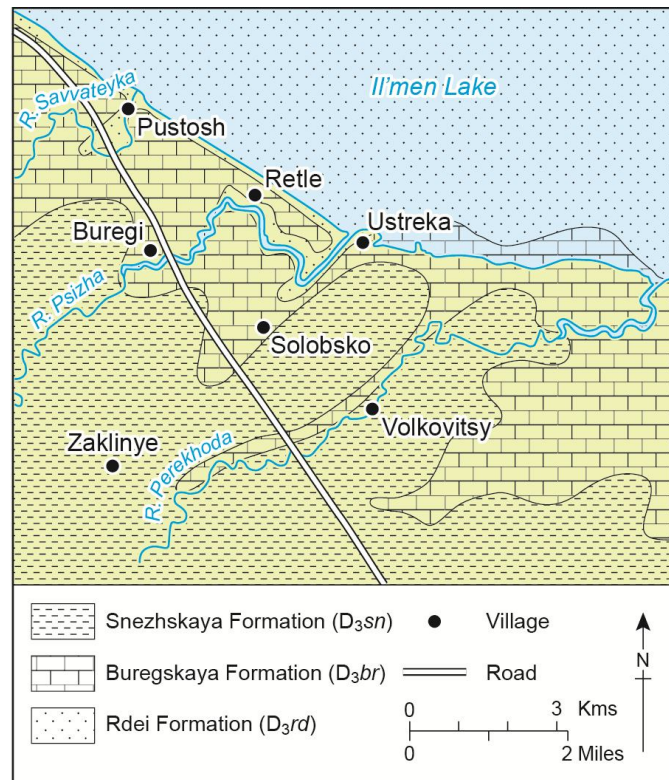 Il'men Lake
R. Savvateyka
Pustosh
Retle
Ustreka
Buregi
R. Psizha
Solobsko
Volkovitsy
Zaklinye
R. Perekhoda
Snezhskaya Formation (D₃sn)
Village
Buregskaya Formation (D₃br)
Road
N
Rdei Formation (D₃rd)
0 3 Kms
0 2 Miles